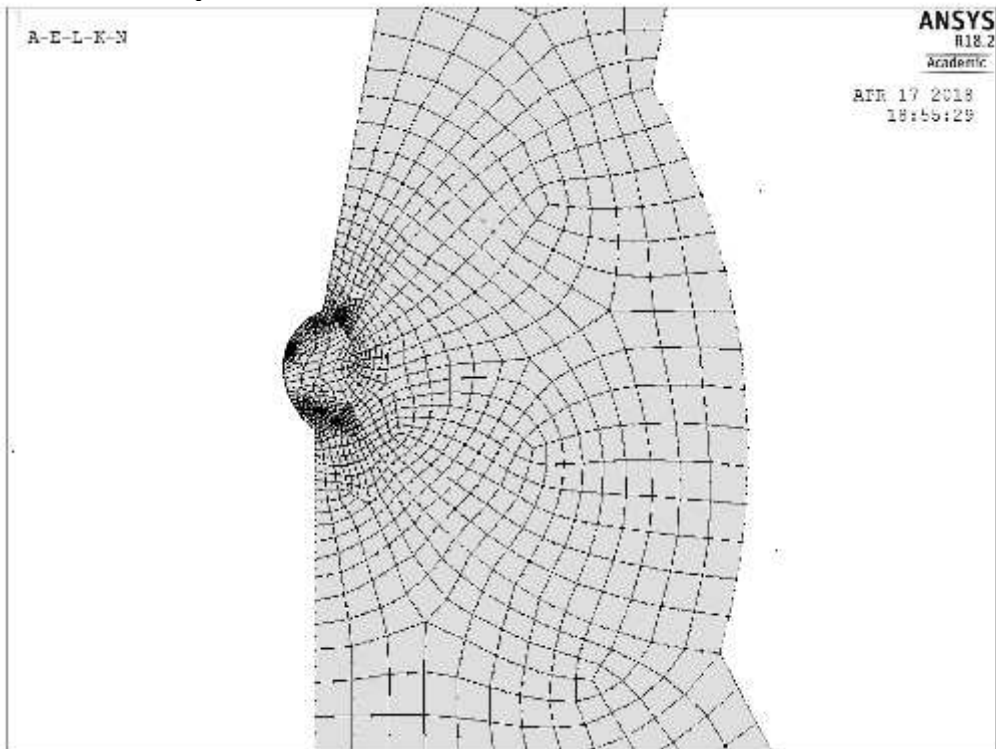 A-E-L-K-N
ANSYS
R18.2
Academic
APR 17 2018
18:55:29